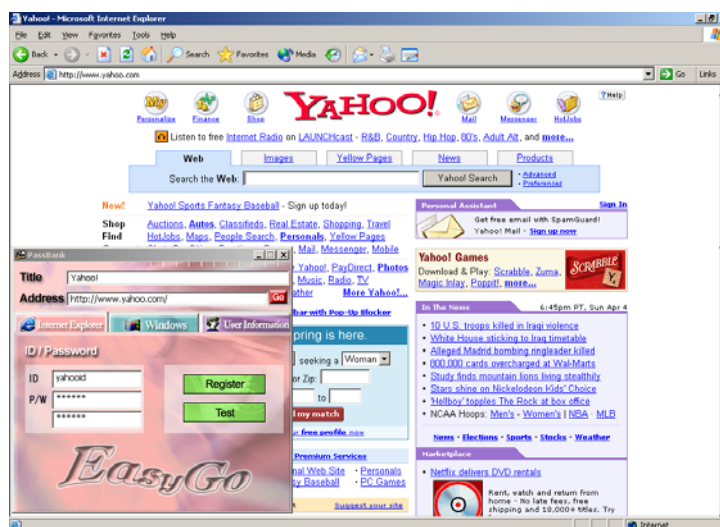 Yahoo! - Microsoft Internet Explorer
File Edit View Favorites Tools Help
Back Search Favorites Media
Address http://www.yahoo.com Go Links
My Personalize Finance Shop YAHOO! Mail Messenger HotJobs ?Help
Listen to free Internet Radio on LAUNCHcast - R&B, Country, Hip Hop, 80's, Adult Alt, and more...
Web Images Yellow Pages News Products
Search the Web: Yahoo! Search · Advanced
· Preferences
New! Yahoo! Sports Fantasy Baseball - Sign up today!
Shop Auctions, Autos, Classifieds, Real Estate, Shopping, Travel
Find HotJobs, Maps, People Search, Personals, Yellow Pages
Mail, Messenger, Mobile
Yahoo!, PayDirect, Photos
Music, Radio, TV
More Yahoo!...
bar with Pop-Up Blocker
pring is here.
seeking a Woman
or Zip:
to
my match
free profile now
Premium Services
nal Web Site · Personals
Baseball · PC Games
Suggest your site
Personal Assistant Sign In
Get free email with SpamGuard!
Yahoo! Mail - Sign up now
Yahoo! Games
Download & Play: Scrabble, Zuma,
Magic Inlay, Poppit!, more...
SCRABBLE
In The News 6:45pm PT, Sun Apr 4
· 10 U.S. troops killed in Iraqi violence
· White House sticking to Iraq timetable
· Alleged Madrid bombing ringleader killed
· 800,000 cards overcharged at Wal-Marts
· Study finds mountain lions living stealthily
· Stars shine on Nickelodeon Kids' Choice
· 'Hellboy' topples The Rock at box office
· NCAA Hoops: Men's - Women's | NBA · MLB
News · Elections · Sports · Stocks · Weather
Marketplace
· Netflix delivers DVD rentals
Rent, watch and return from
home - No late fees, free
shipping and 18,000+ titles. Try
PassBank
Title Yahoo!
Address http://www.yahoo.com/ Go
Internet Explorer Windows User Information
ID / Password
ID yahooid
P/W ******
******
Register
Test
EasyGo
Internet